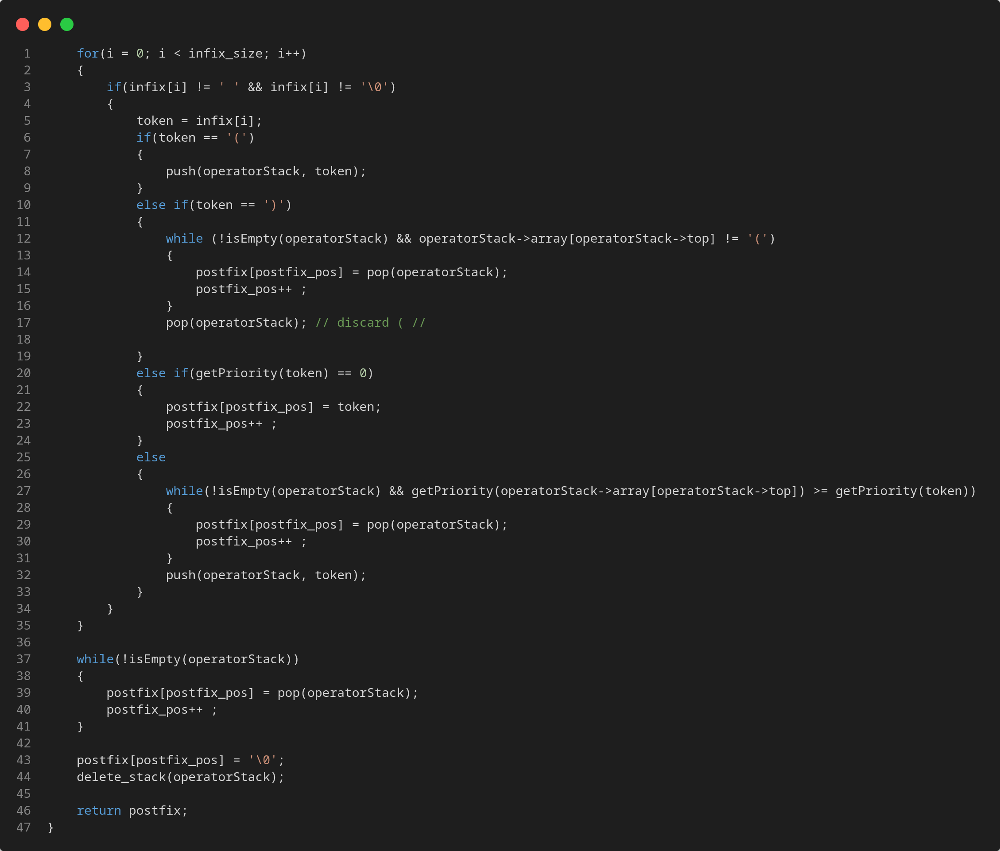 1 for(i = 0; i < infix_size; i++)
2 {
3 if(infix[i] != ' ' && infix[i] != '\0')
4 {
5 token = infix[i];
6 if(token == '(')
7 {
8 push(operatorStack, token);
9 }
10 else if(token == ')')
11 {
12 while (!isEmpty(operatorStack) && operatorStack->array[operatorStack->top] != '(')
13 {
14 postfix[postfix_pos] = pop(operatorStack);
15 postfix_pos++ ;
16 }
17 pop(operatorStack); // discard ( //
18
19 }
20 else if(getPriority(token) == 0)
21 {
22 postfix[postfix_pos] = token;
23 postfix_pos++ ;
24 }
25 else
26 {
27 while(!isEmpty(operatorStack) && getPriority(operatorStack->array[operatorStack->top]) >= getPriority(token))
28 {
29 postfix[postfix_pos] = pop(operatorStack);
30 postfix_pos++ ;
31 }
32 push(operatorStack, token);
33 }
34 }
35 }
36
37 while(!isEmpty(operatorStack))
38 {
39 postfix[postfix_pos] = pop(operatorStack);
40 postfix_pos++ ;
41 }
42
43 postfix[postfix_pos] = '\0';
44 delete_stack(operatorStack);
45
46 return postfix;
47 }